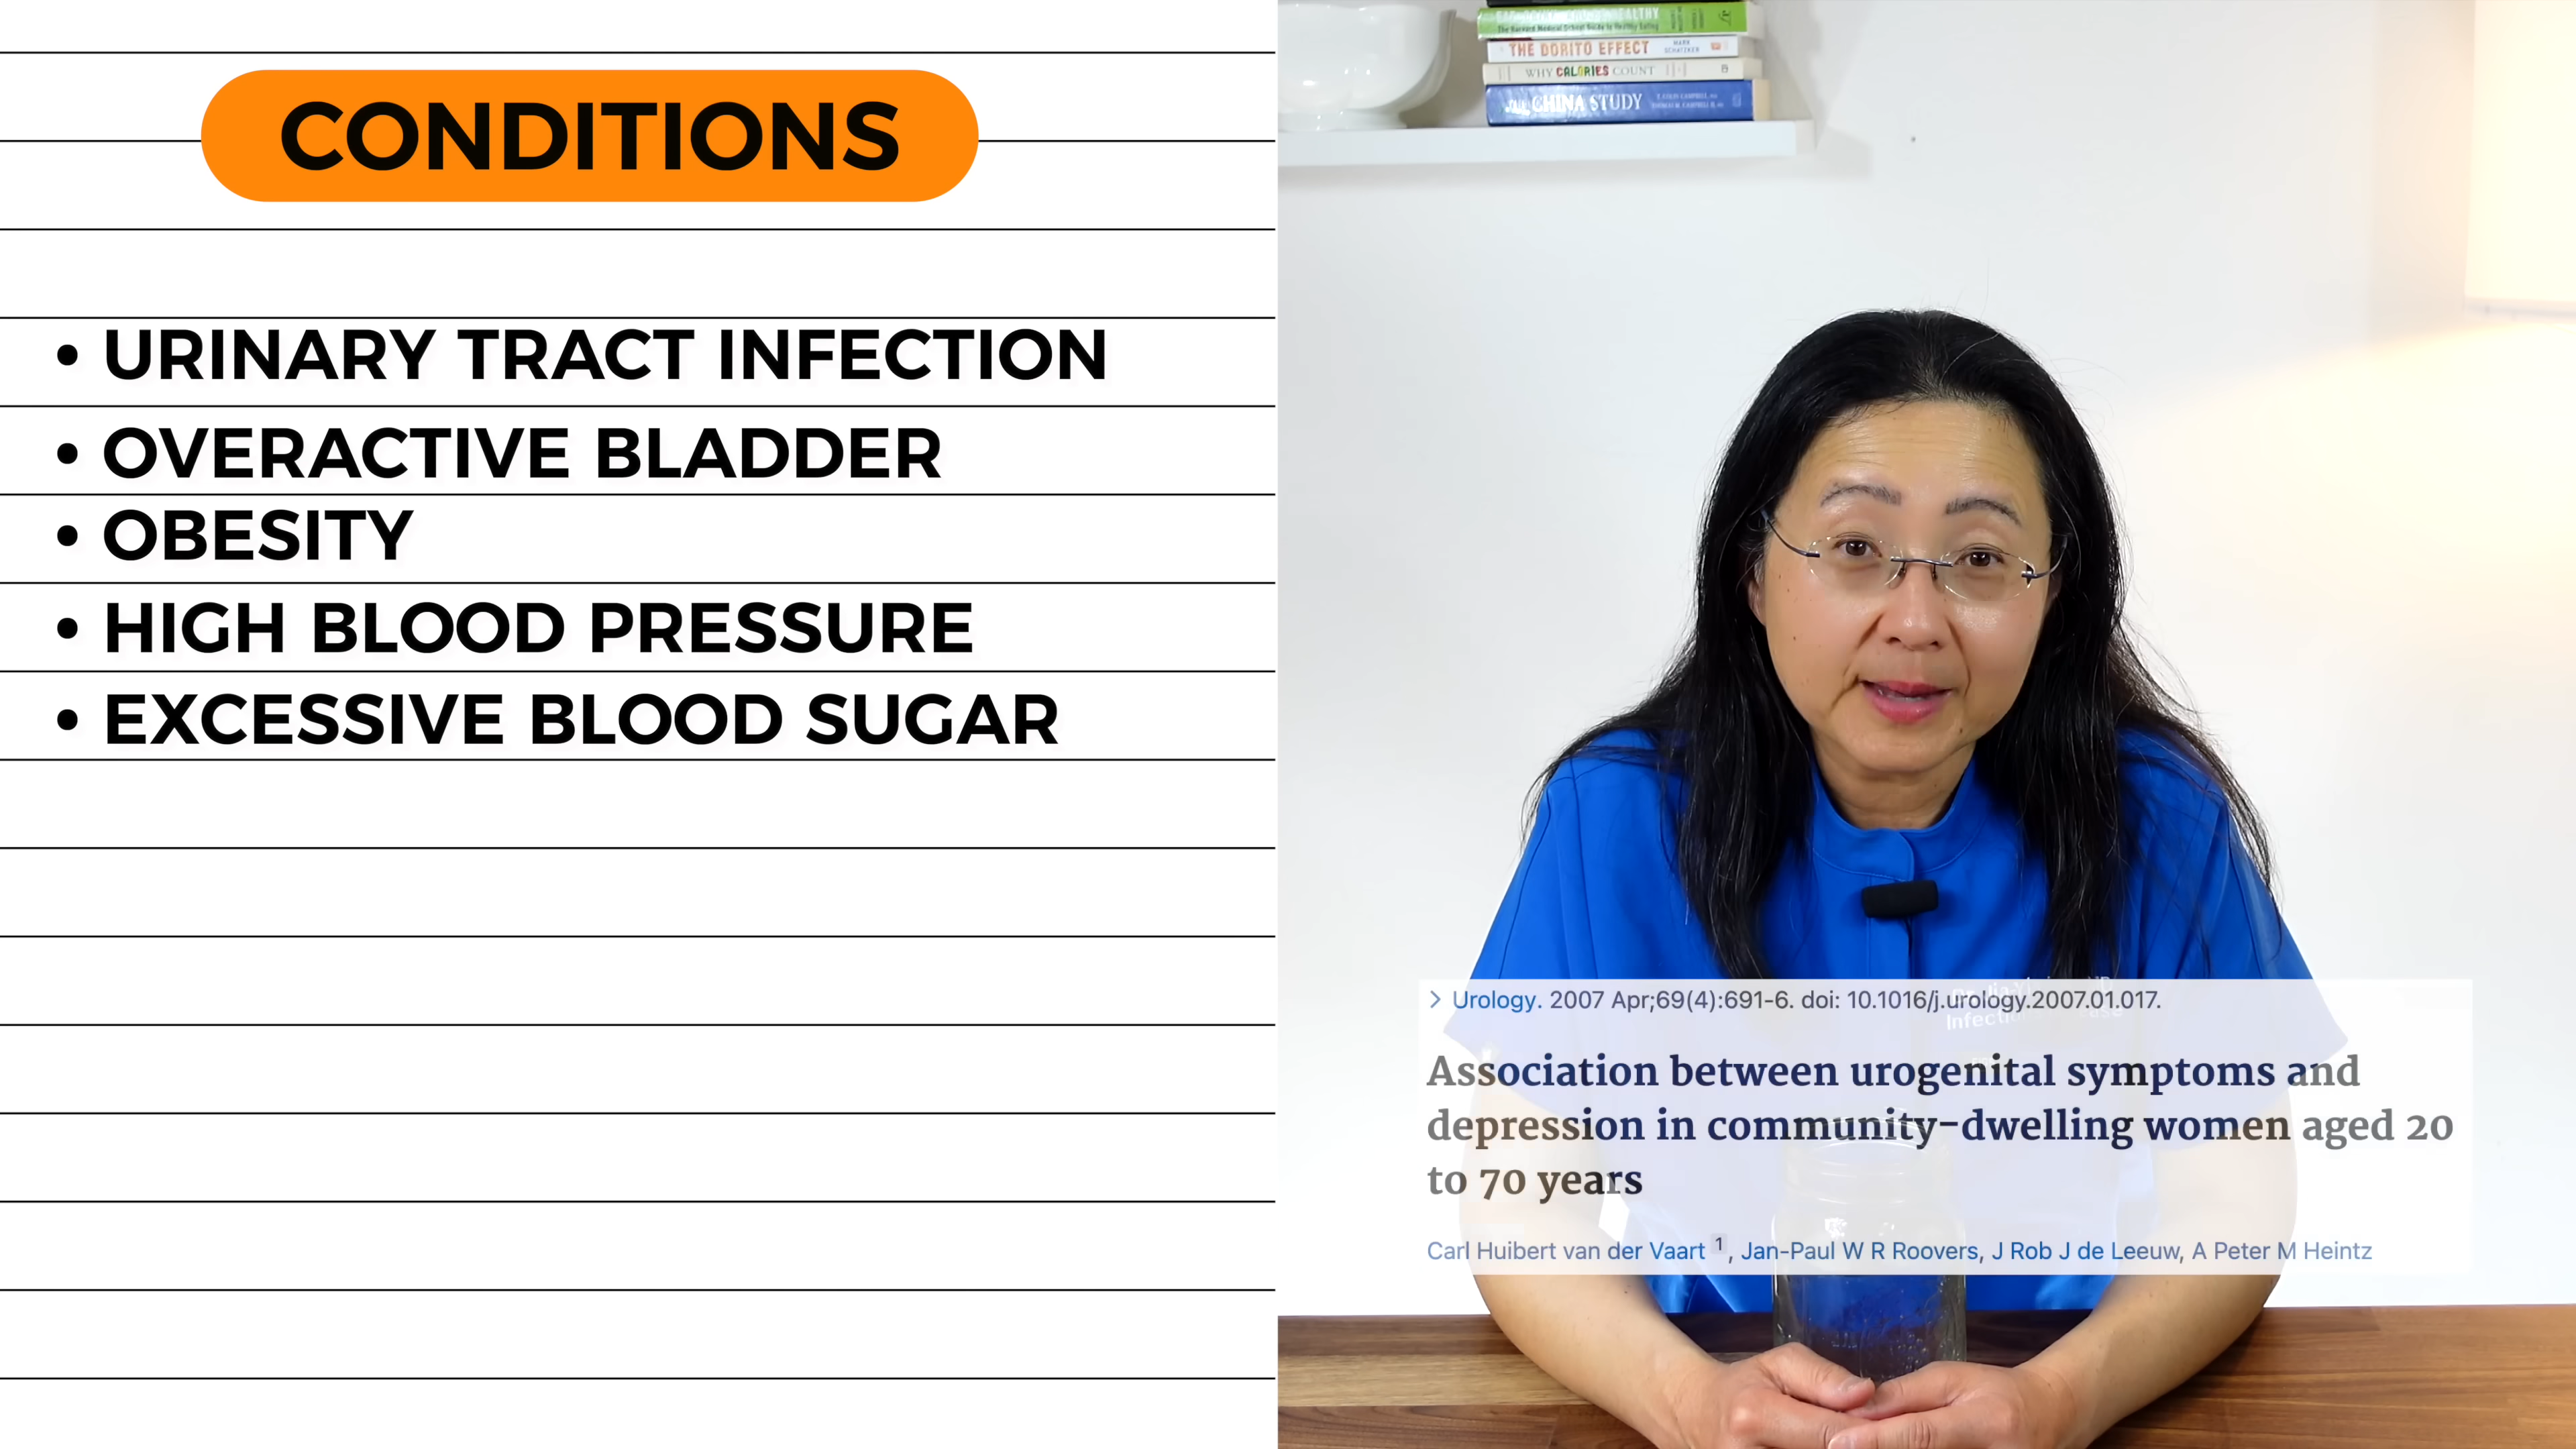 CONDITIONS
• URINARY TRACT INFECTION
• OVERACTIVE BLADDER
• OBESITY
• HIGH BLOOD PRESSURE
• EXCESSIVE BLOOD SUGAR
THE DORITO EFFECT MARK SCHATZKER
WHY CALORIES COUNT
THE CHINA STUDY
> Urology. 2007 Apr;69(4):691-6. doi: 10.1016/j.urology.2007.01.017.
Association between urogenital symptoms and
depression in community-dwelling women aged 20
to 70 years
Carl Huibert van der Vaart 1, Jan-Paul W R Roovers, J Rob J de Leeuw, A Peter M Heintz